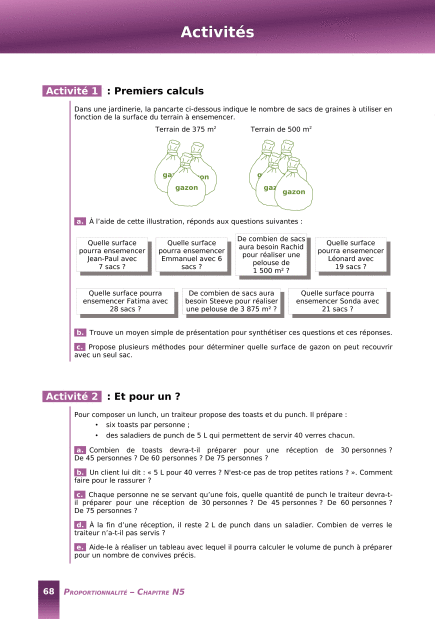 Activités
Activité 1 : Premiers calculs
Dans une jardinerie, la pancarte ci-dessous indique le nombre de sacs de graines à utiliser en
fonction de la surface du terrain à ensemencer.
Terrain de 375 m² Terrain de 500 m²
gazon
gazon
gazon
a. À l'aide de cette illustration, réponds aux questions suivantes :
Quelle surface
pourra ensemencer
Jean-Paul avec
7 sacs ?
Quelle surface
pourra ensemencer
Emmanuel avec 6
sacs ?
De combien de sacs
aura besoin Rachid
pour réaliser une
pelouse de
1 500 m² ?
Quelle surface
pourra ensemencer
Léonard avec
19 sacs ?
Quelle surface pourra
ensemencer Fatima avec
28 sacs ?
De combien de sacs aura
besoin Steeve pour réaliser
une pelouse de 3 875 m² ?
Quelle surface pourra
ensemencer Sonda avec
21 sacs ?
b. Trouve un moyen simple de présentation pour synthétiser ces questions et ces réponses.
c. Propose plusieurs méthodes pour déterminer quelle surface de gazon on peut recouvrir
avec un seul sac.
Activité 2 : Et pour un ?
Pour composer un lunch, un traiteur propose des toasts et du punch. Il prépare :
• six toasts par personne ;
• des saladiers de punch de 5 L qui permettent de servir 40 verres chacun.
a. Combien de toasts devra-t-il préparer pour une réception de 30 personnes ?
De 45 personnes ? De 60 personnes ? De 75 personnes ?
b. Un client lui dit : « 5 L pour 40 verres ? N'est-ce pas de trop petites rations ? ». Comment
faire pour le rassurer ?
c. Chaque personne ne se servant qu'une fois, quelle quantité de punch le traiteur devra-t-
il préparer pour une réception de 30 personnes ? De 45 personnes ? De 60 personnes ?
De 75 personnes ?
d. À la fin d'une réception, il reste 2 L de punch dans un saladier. Combien de verres le
traiteur n'a-t-il pas servis ?
e. Aide-le à réaliser un tableau avec lequel il pourra calculer le volume de punch à préparer
pour un nombre de convives précis.
68 PROPORTIONNALITÉ – CHAPITRE N5